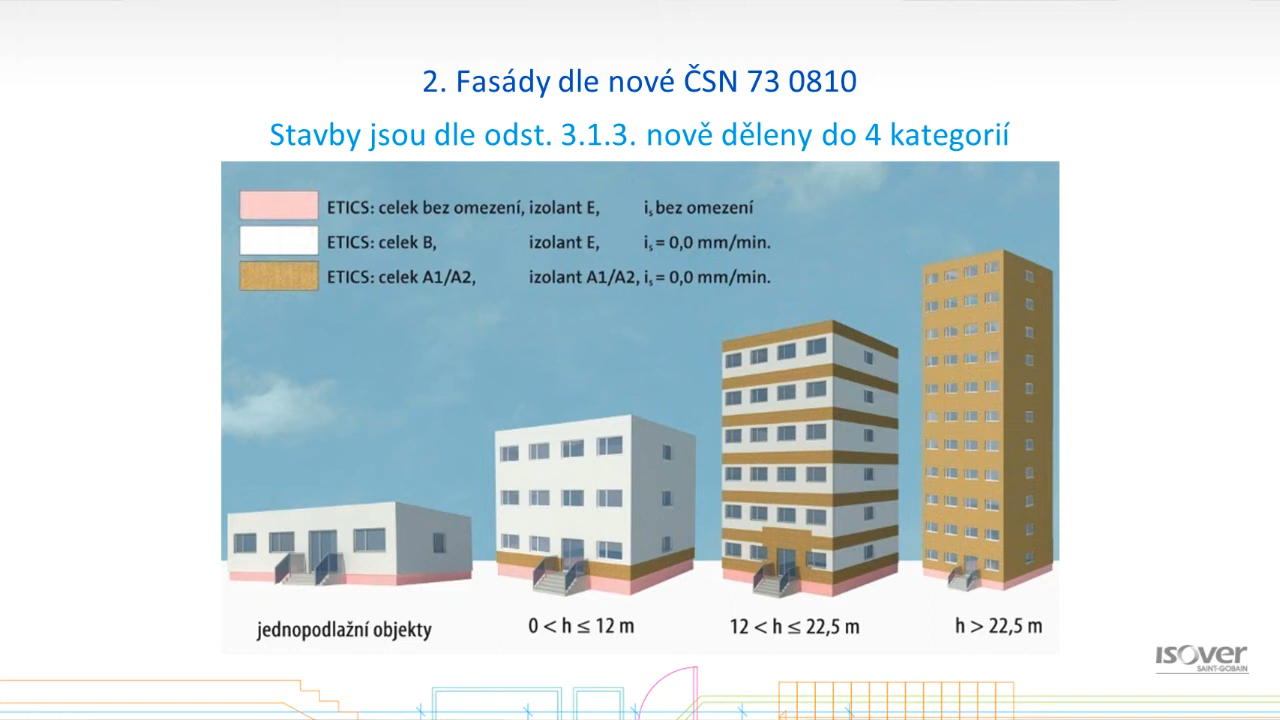 2. Fasády dle nové ČSN 73 0810
Stavby jsou dle odst. 3.1.3. nově děleny do 4 kategorií
ETICS: celek bez omezení, izolant E, iₛ bez omezení
ETICS: celek B, izolant E, iₛ = 0,0 mm/min.
ETICS: celek A1/A2, izolant A1/A2, iₛ = 0,0 mm/min.
jednopodlažní objekty
0 < h ≤ 12 m
12 < h ≤ 22,5 m
h > 22,5 m
ısover
SAINT-GOBAIN